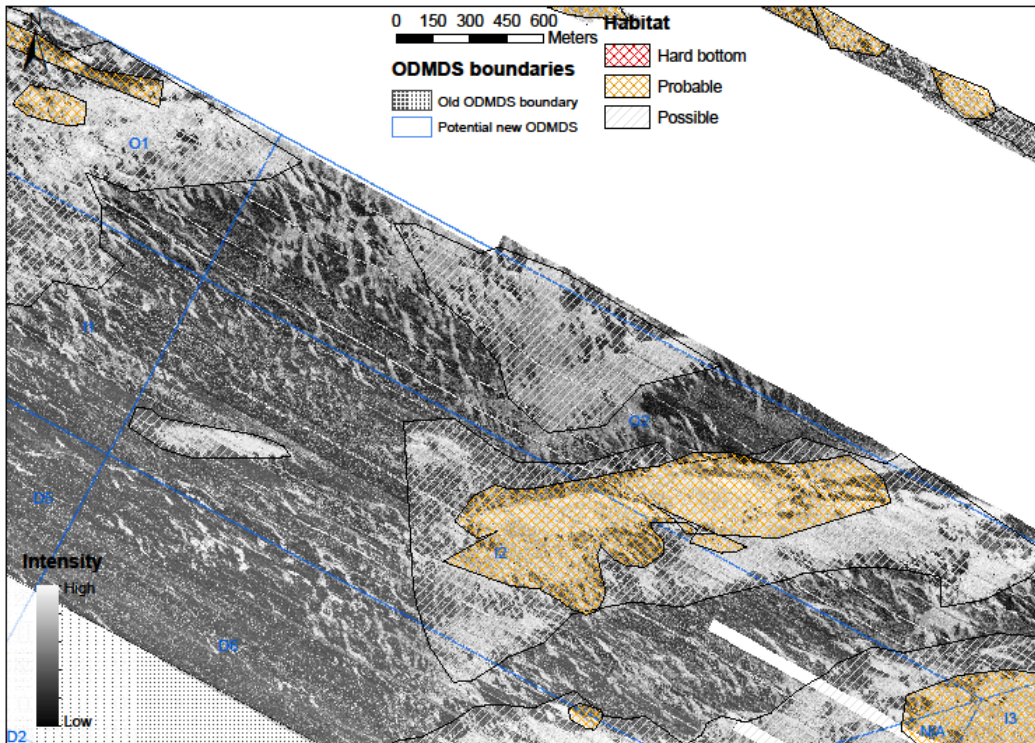 N
0 150 300 450 600
Meters
ODMDS boundaries
Old ODMDS boundary
Potential new ODMDS
Habitat
Hard bottom
Probable
Possible
O1
I1
O2
D5
I2
D6
Intensity
High
Low
D2
N/A
I3